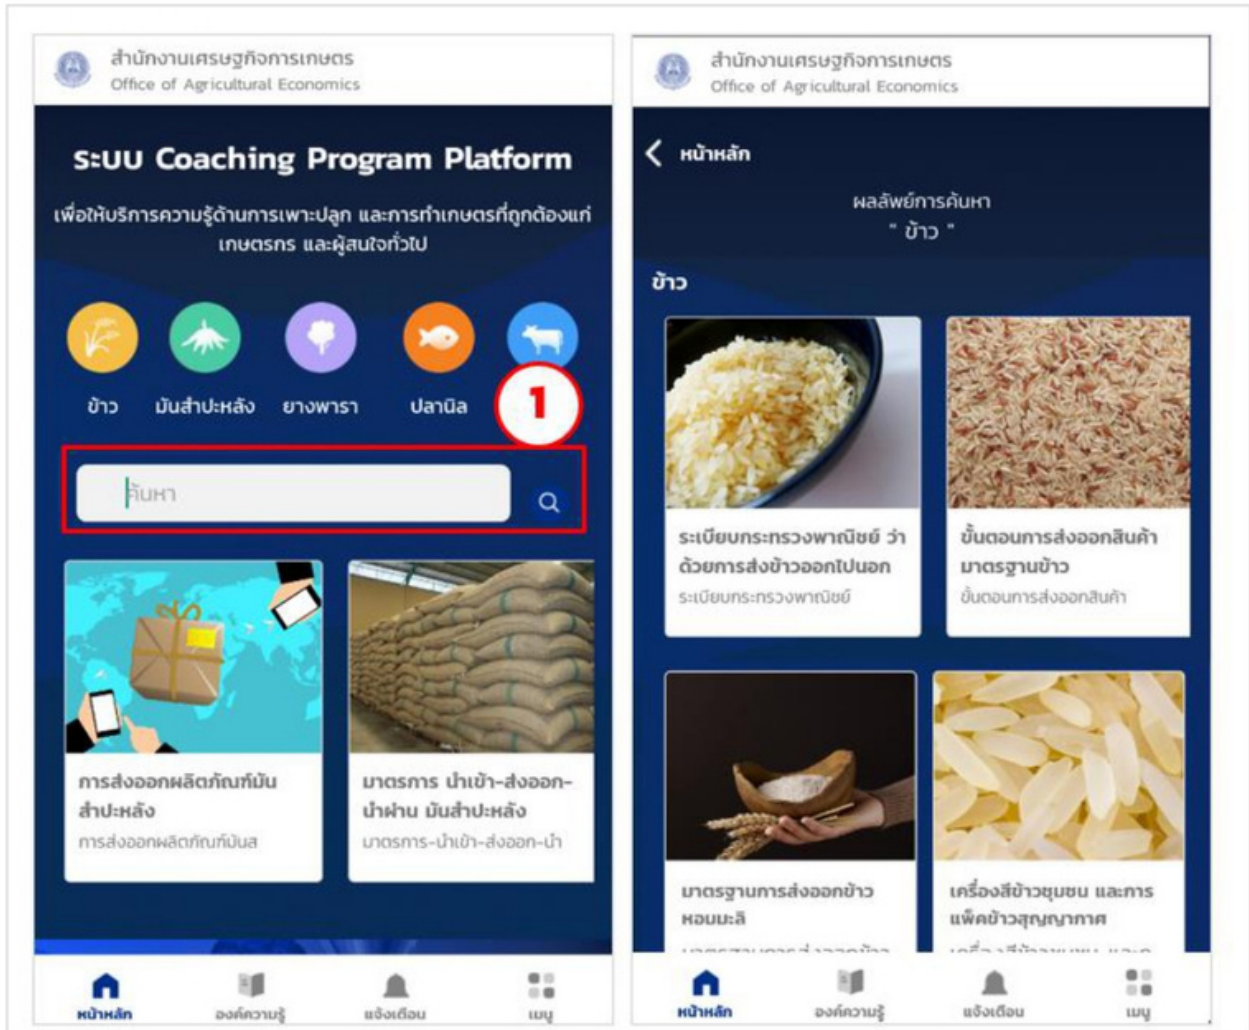 สำนักงานเศรษฐกิจการเกษตร
Office of Agricultural Economics
ระบบ Coaching Program Platform
เพื่อให้บริการความรู้ด้านการเพาะปลูก และการทำเกษตรที่ถูกต้องแก่
เกษตรกร และผู้สนใจทั่วไป
ข้าว มันสำปะหลัง ยางพารา ปลานิล
1
ค้นหา
การส่งออกผลิตภัณฑ์มัน
สำปะหลัง
การส่งออกผลิตภัณฑ์มันส
มาตรการ นำเข้า-ส่งออก-
นำผ่าน มันสำปะหลัง
มาตรการ-นำเข้า-ส่งออก-นำ
หน้าหลัก องค์ความรู้ แจ้งเตือน เมนู
สำนักงานเศรษฐกิจการเกษตร
Office of Agricultural Economics
หน้าหลัก
ผลลัพย์การค้นหา
" ข้าว "
ข้าว
ระเบียบกระทรวงพาณิชย์ ว่า
ด้วยการส่งข้าวออกไปนอก
ระเบียบกระทรวงพาณิชย์
ขั้นตอนการส่งออกสินค้า
มาตรฐานข้าว
ขั้นตอนการส่งออกสินค้า
มาตรฐานการส่งออกข้าว
หอมมะลิ
เครื่องสีข้าวชุมชน และการ
แพ็คข้าวสุญญากาศ
หน้าหลัก องค์ความรู้ แจ้งเตือน เมนู